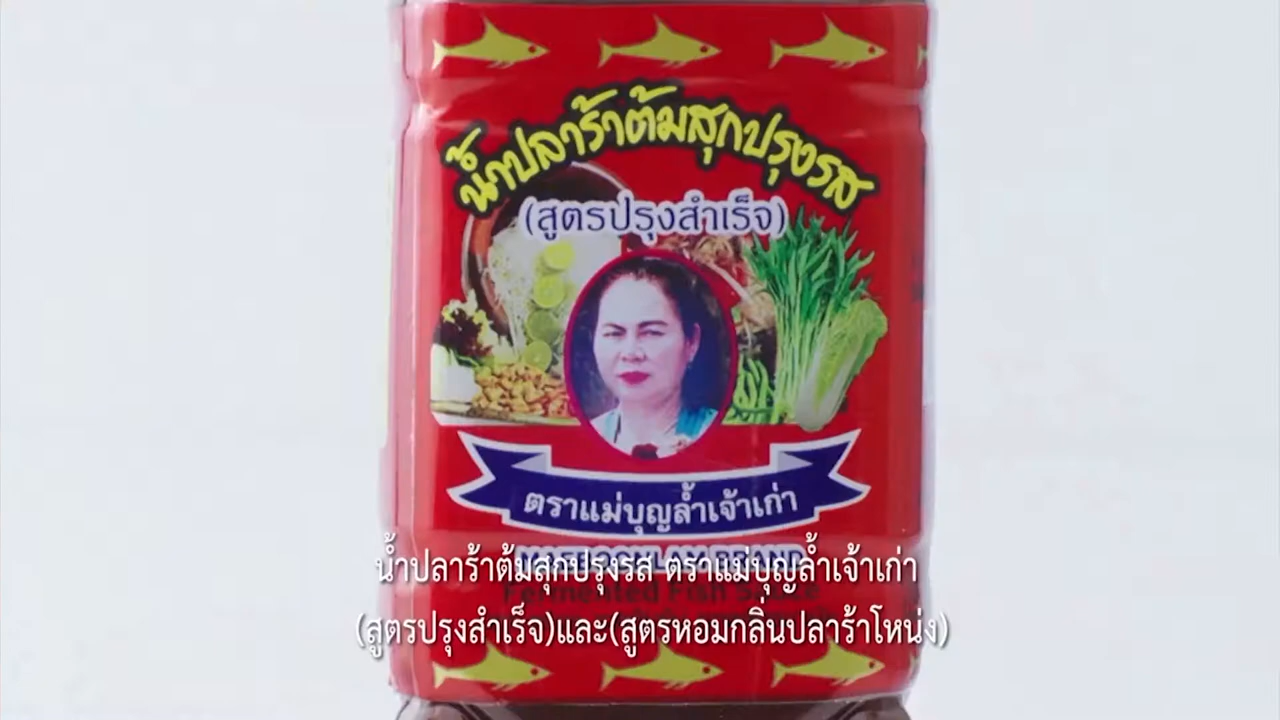 น้ำปลาร้าต้มสุกปรุงรส
(สูตรปรุงสำเร็จ)
ตราแม่บุญล้ำเจ้าเก่า
MAEBOONLAM BRAND
Fermented Fish Sauce
น้ำปลาร้าต้มสุกปรุงรส ตราแม่บุญล้ำเจ้าเก่า
(สูตรปรุงสำเร็จ)และ(สูตรหอมกลิ่นปลาร้าโหน่ง)